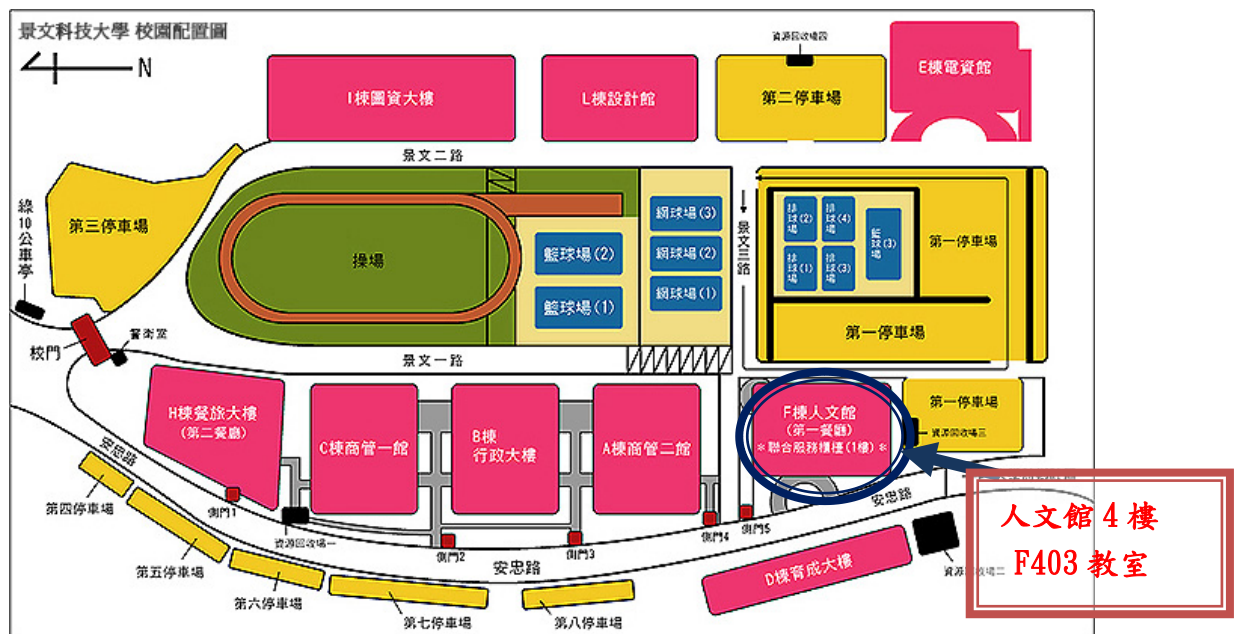 景文科技大學 校園配置圖
N
I棟圖資大樓
L棟設計館
資源回收場四
第二停車場
E棟電資館
景文二路
第三停車場
綠10公車亭
操場
籃球場(2)
籃球場(1)
網球場(3)
網球場(2)
網球場(1)
景文三路
排球場(2)
排球場(4)
籃球場(3)
排球場(1)
排球場(3)
第一停車場
第一停車場
校門
警衛室
景文一路
H棟餐旅大樓
(第二餐廳)
C棟商管一館
B棟
行政大樓
A棟商管二館
F棟人文館
(第一餐廳)
*聯合服務櫃檯(1樓)*
第一停車場
資源回收場三
安忠路
側門1
資源回收場一
側門2
側門3
側門4
側門5
安忠路
安忠路
第四停車場
第五停車場
第六停車場
第七停車場
第八停車場
D棟育成大樓
資源回收場二
人文館 4 樓
F403 教室